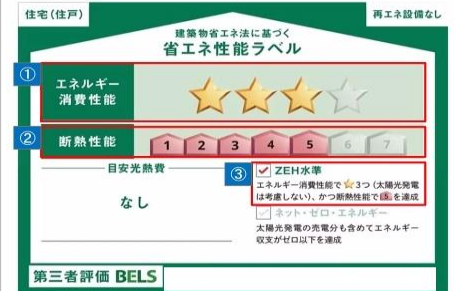 住宅(住戸)
再エネ設備なし
建築物省エネ法に基づく
省エネ性能ラベル
①
エネルギー
消費性能
②
断熱性能
1 2 3 4 5 6 7
目安光熱費
なし
③
ZEH水準
エネルギー消費性能で☆3つ(太陽光発電
は考慮しない)、かつ断熱性能で5を達成
ネット・ゼロ・エネルギー
太陽光発電の売電分も含めてエネルギー
収支がゼロ以下を達成
第三者評価 BELS